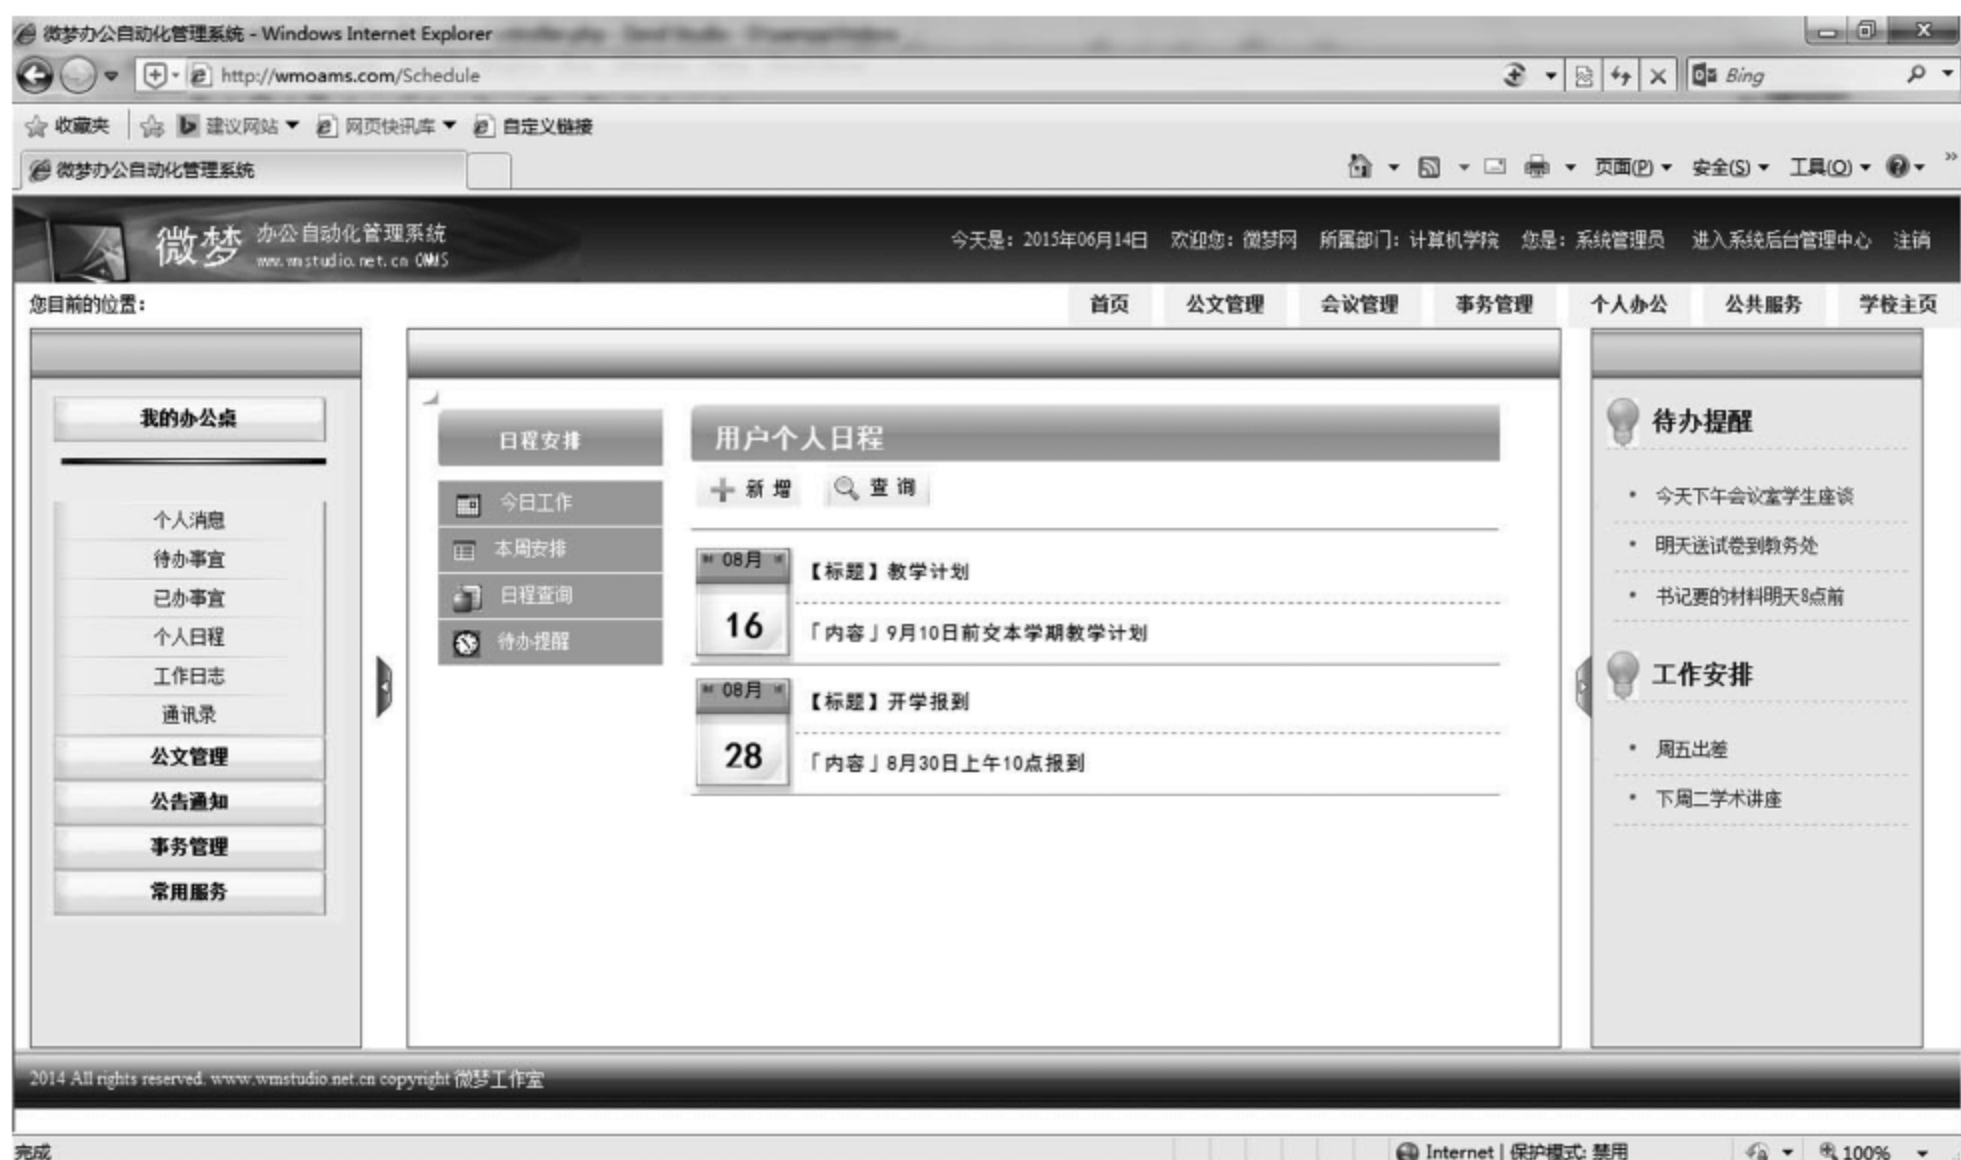 微梦办公自动化管理系统 - Windows Internet Explorer
http://wmoams.com/Schedule
Bing
收藏夹 建议网站 网页快讯库 自定义链接
微梦办公自动化管理系统
页面(P) 安全(S) 工具(O)
微梦 办公自动化管理系统
www.wmstudio.net.cn OMIS
今天是：2015年06月14日 欢迎您：微梦网 所属部门：计算机学院 您是：系统管理员 进入系统后台管理中心 注销
您目前的位置：
首页 公文管理 会议管理 事务管理 个人办公 公共服务 学校主页
我的办公桌
个人消息
待办事宜
已办事宜
个人日程
工作日志
通讯录
公文管理
公告通知
事务管理
常用服务
日程安排
今日工作
本周安排
日程查询
待办提醒
用户个人日程
新增 查询
08月
16
【标题】教学计划
「内容」9月10日前交本学期教学计划
08月
28
【标题】开学报到
「内容」8月30日上午10点报到
待办提醒
• 今天下午会议室学生座谈
• 明天送试卷到教务处
• 书记要的材料明天8点前
工作安排
• 周五出差
• 下周二学术讲座
2014 All rights reserved. www.wmstudio.net.cn copyright 微梦工作室
完成
Internet | 保护模式: 禁用
100%